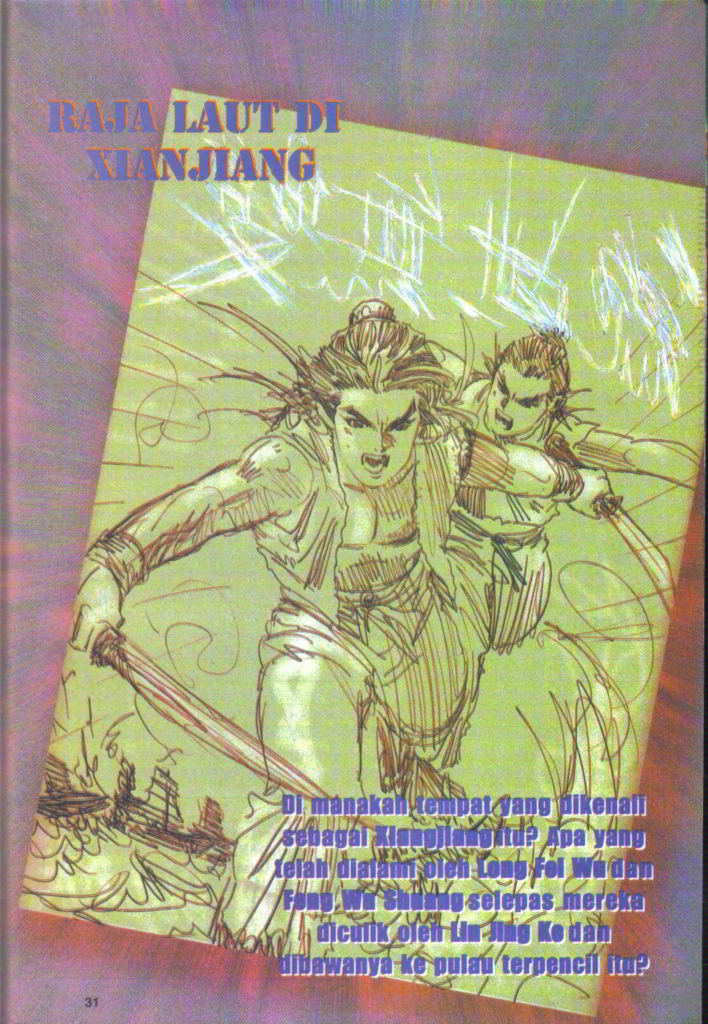 RAJA LAUT DI
XIANJIANG
Di manakah tempat yang dikenali
sebagai Xiangjiang itu? Apa yang
telah dialami oleh Long Fei Wu dan
Feng Wu Shuang selepas mereka
diculik oleh Lin Jing Ke dan
dibawanya ke pulau terpencil itu?
31